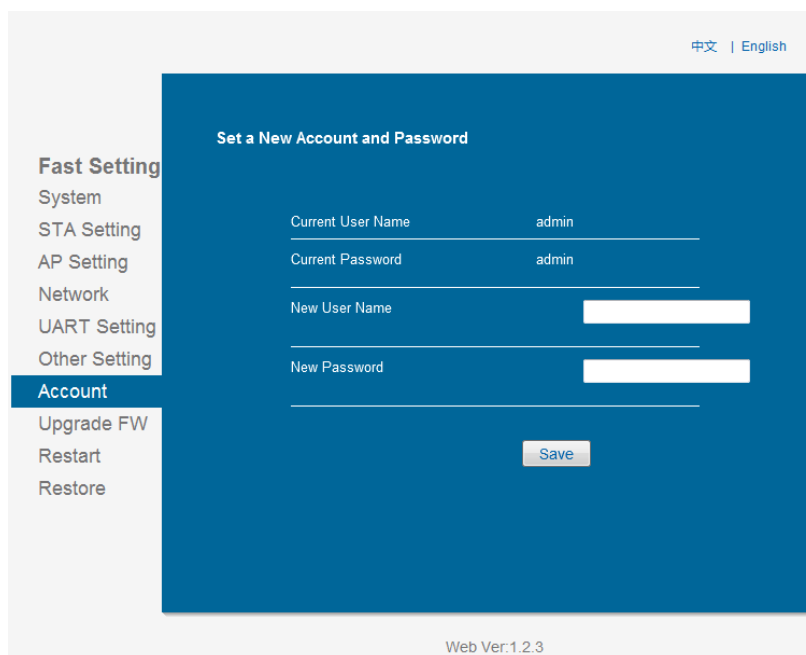 中文 | English
Set a New Account and Password
Fast Setting
System
STA Setting
AP Setting
Network
UART Setting
Other Setting
Account
Upgrade FW
Restart
Restore
Current User Name admin
Current Password admin
New User Name
New Password
Save
Web Ver:1.2.3